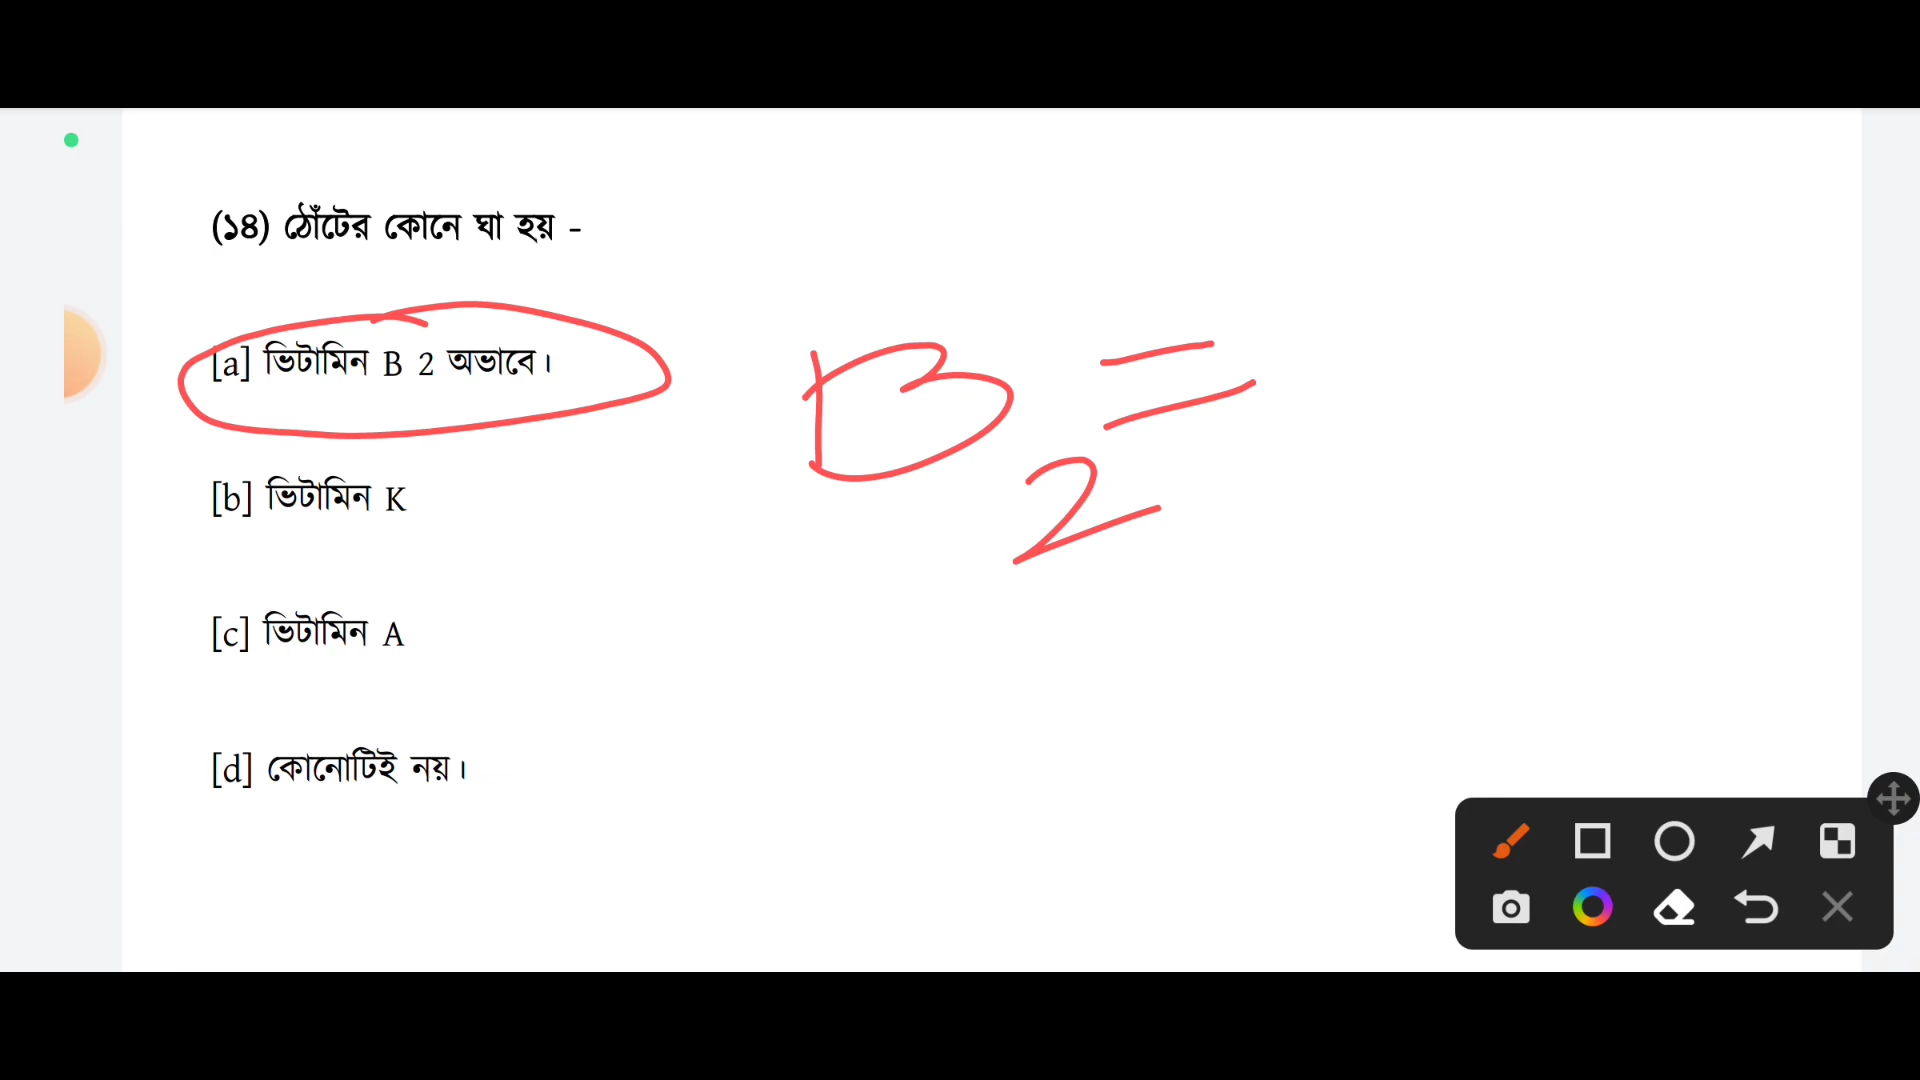 (১৪) ঠোঁটের কোনে ঘা হয় -
[a] ভিটামিন B 2 অভাবে।
B2 =
[b] ভিটামিন K
[c] ভিটামিন A
[d] কোনোটিই নয়।